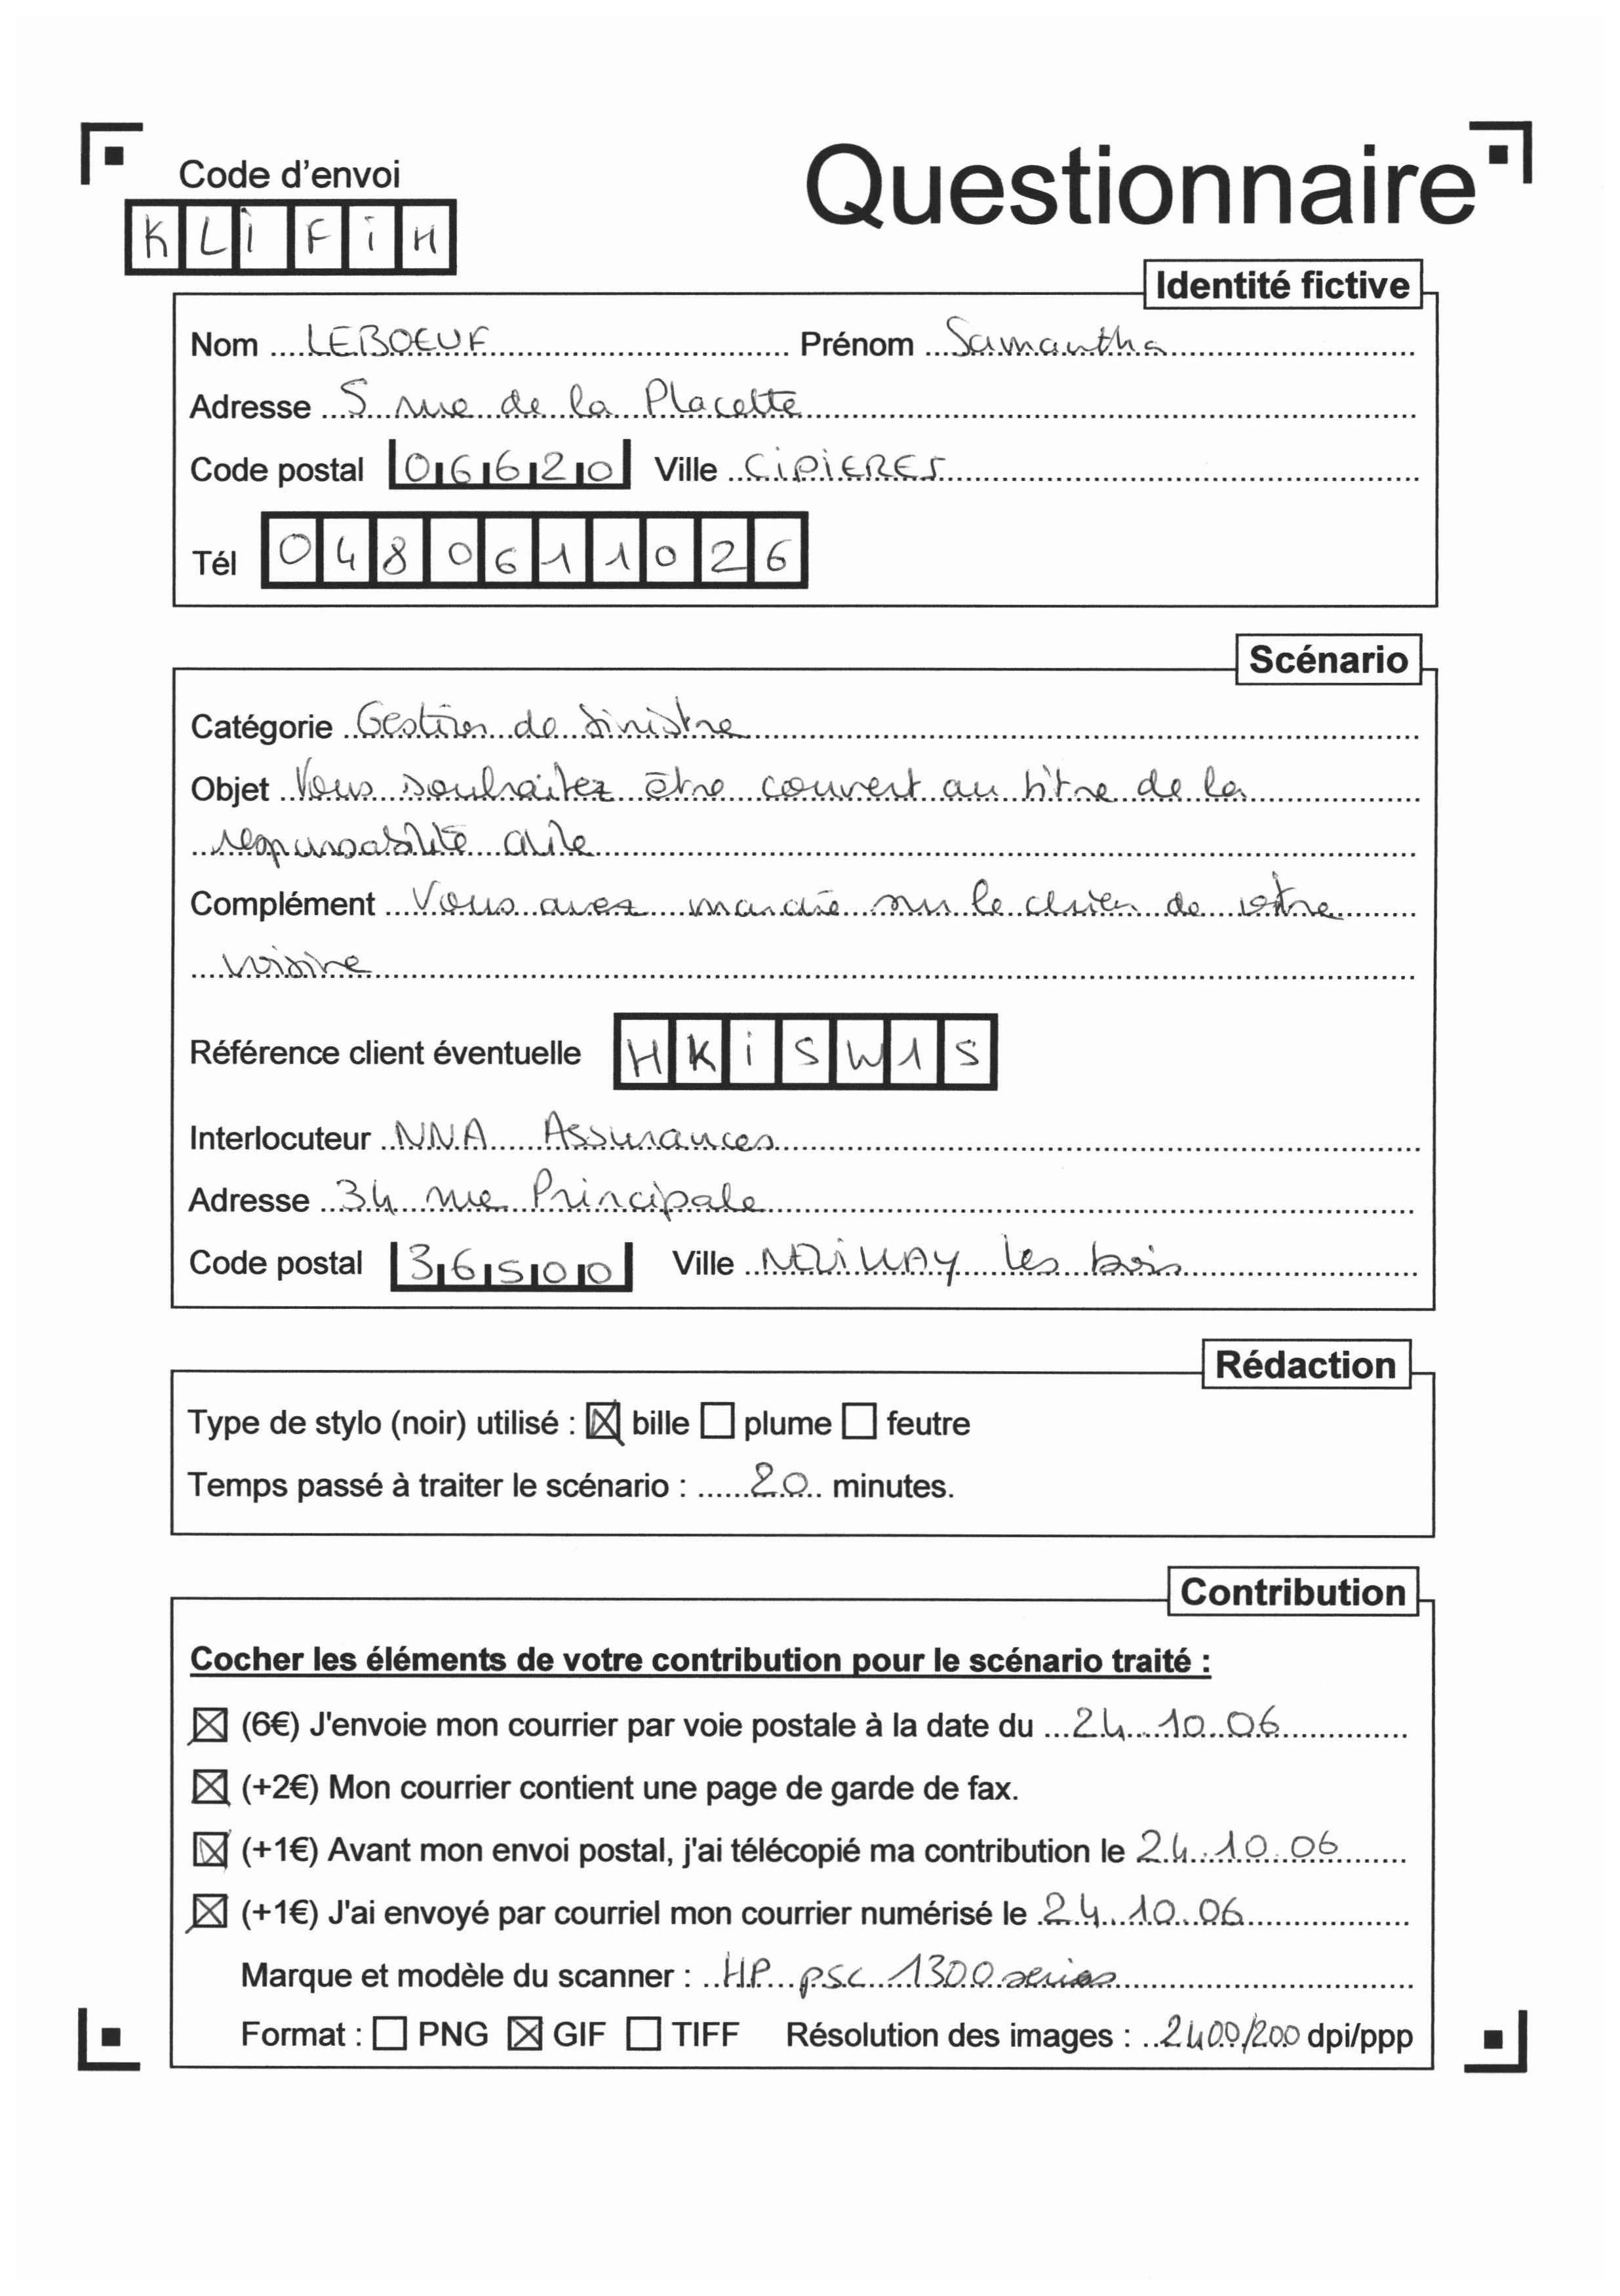 Code d'envoi
Questionnaire
K L i F i H
Identité fictive
Nom LEBOEUF Prénom Samantha
Adresse 5 rue de la Placette
Code postal 06620 Ville CIPIERES
Tél 0480611026
Scénario
Catégorie Gestion de sinistre
Objet Vous souhaitez être couvert au titre de la
responsabilité civile
Complément Vous avez marché sur le chien de votre
voisine
Référence client éventuelle HKiSW1S
Interlocuteur NNA Assurances
Adresse 34 rue Principale
Code postal 36500 Ville les bois
Rédaction
Type de stylo (noir) utilisé : bille plume feutre
Temps passé à traiter le scénario : 20 minutes.
Contribution
Cocher les éléments de votre contribution pour le scénario traité :
(6€) J'envoie mon courrier par voie postale à la date du 24.10.06
(+2€) Mon courrier contient une page de garde de fax.
(+1€) Avant mon envoi postal, j'ai télécopié ma contribution le 24.10.06
(+1€) J'ai envoyé par courriel mon courrier numérisé le 24.10.06
Marque et modèle du scanner : HP psc 1300 series
Format : PNG GIF TIFF Résolution des images : 2400/200 dpi/ppp